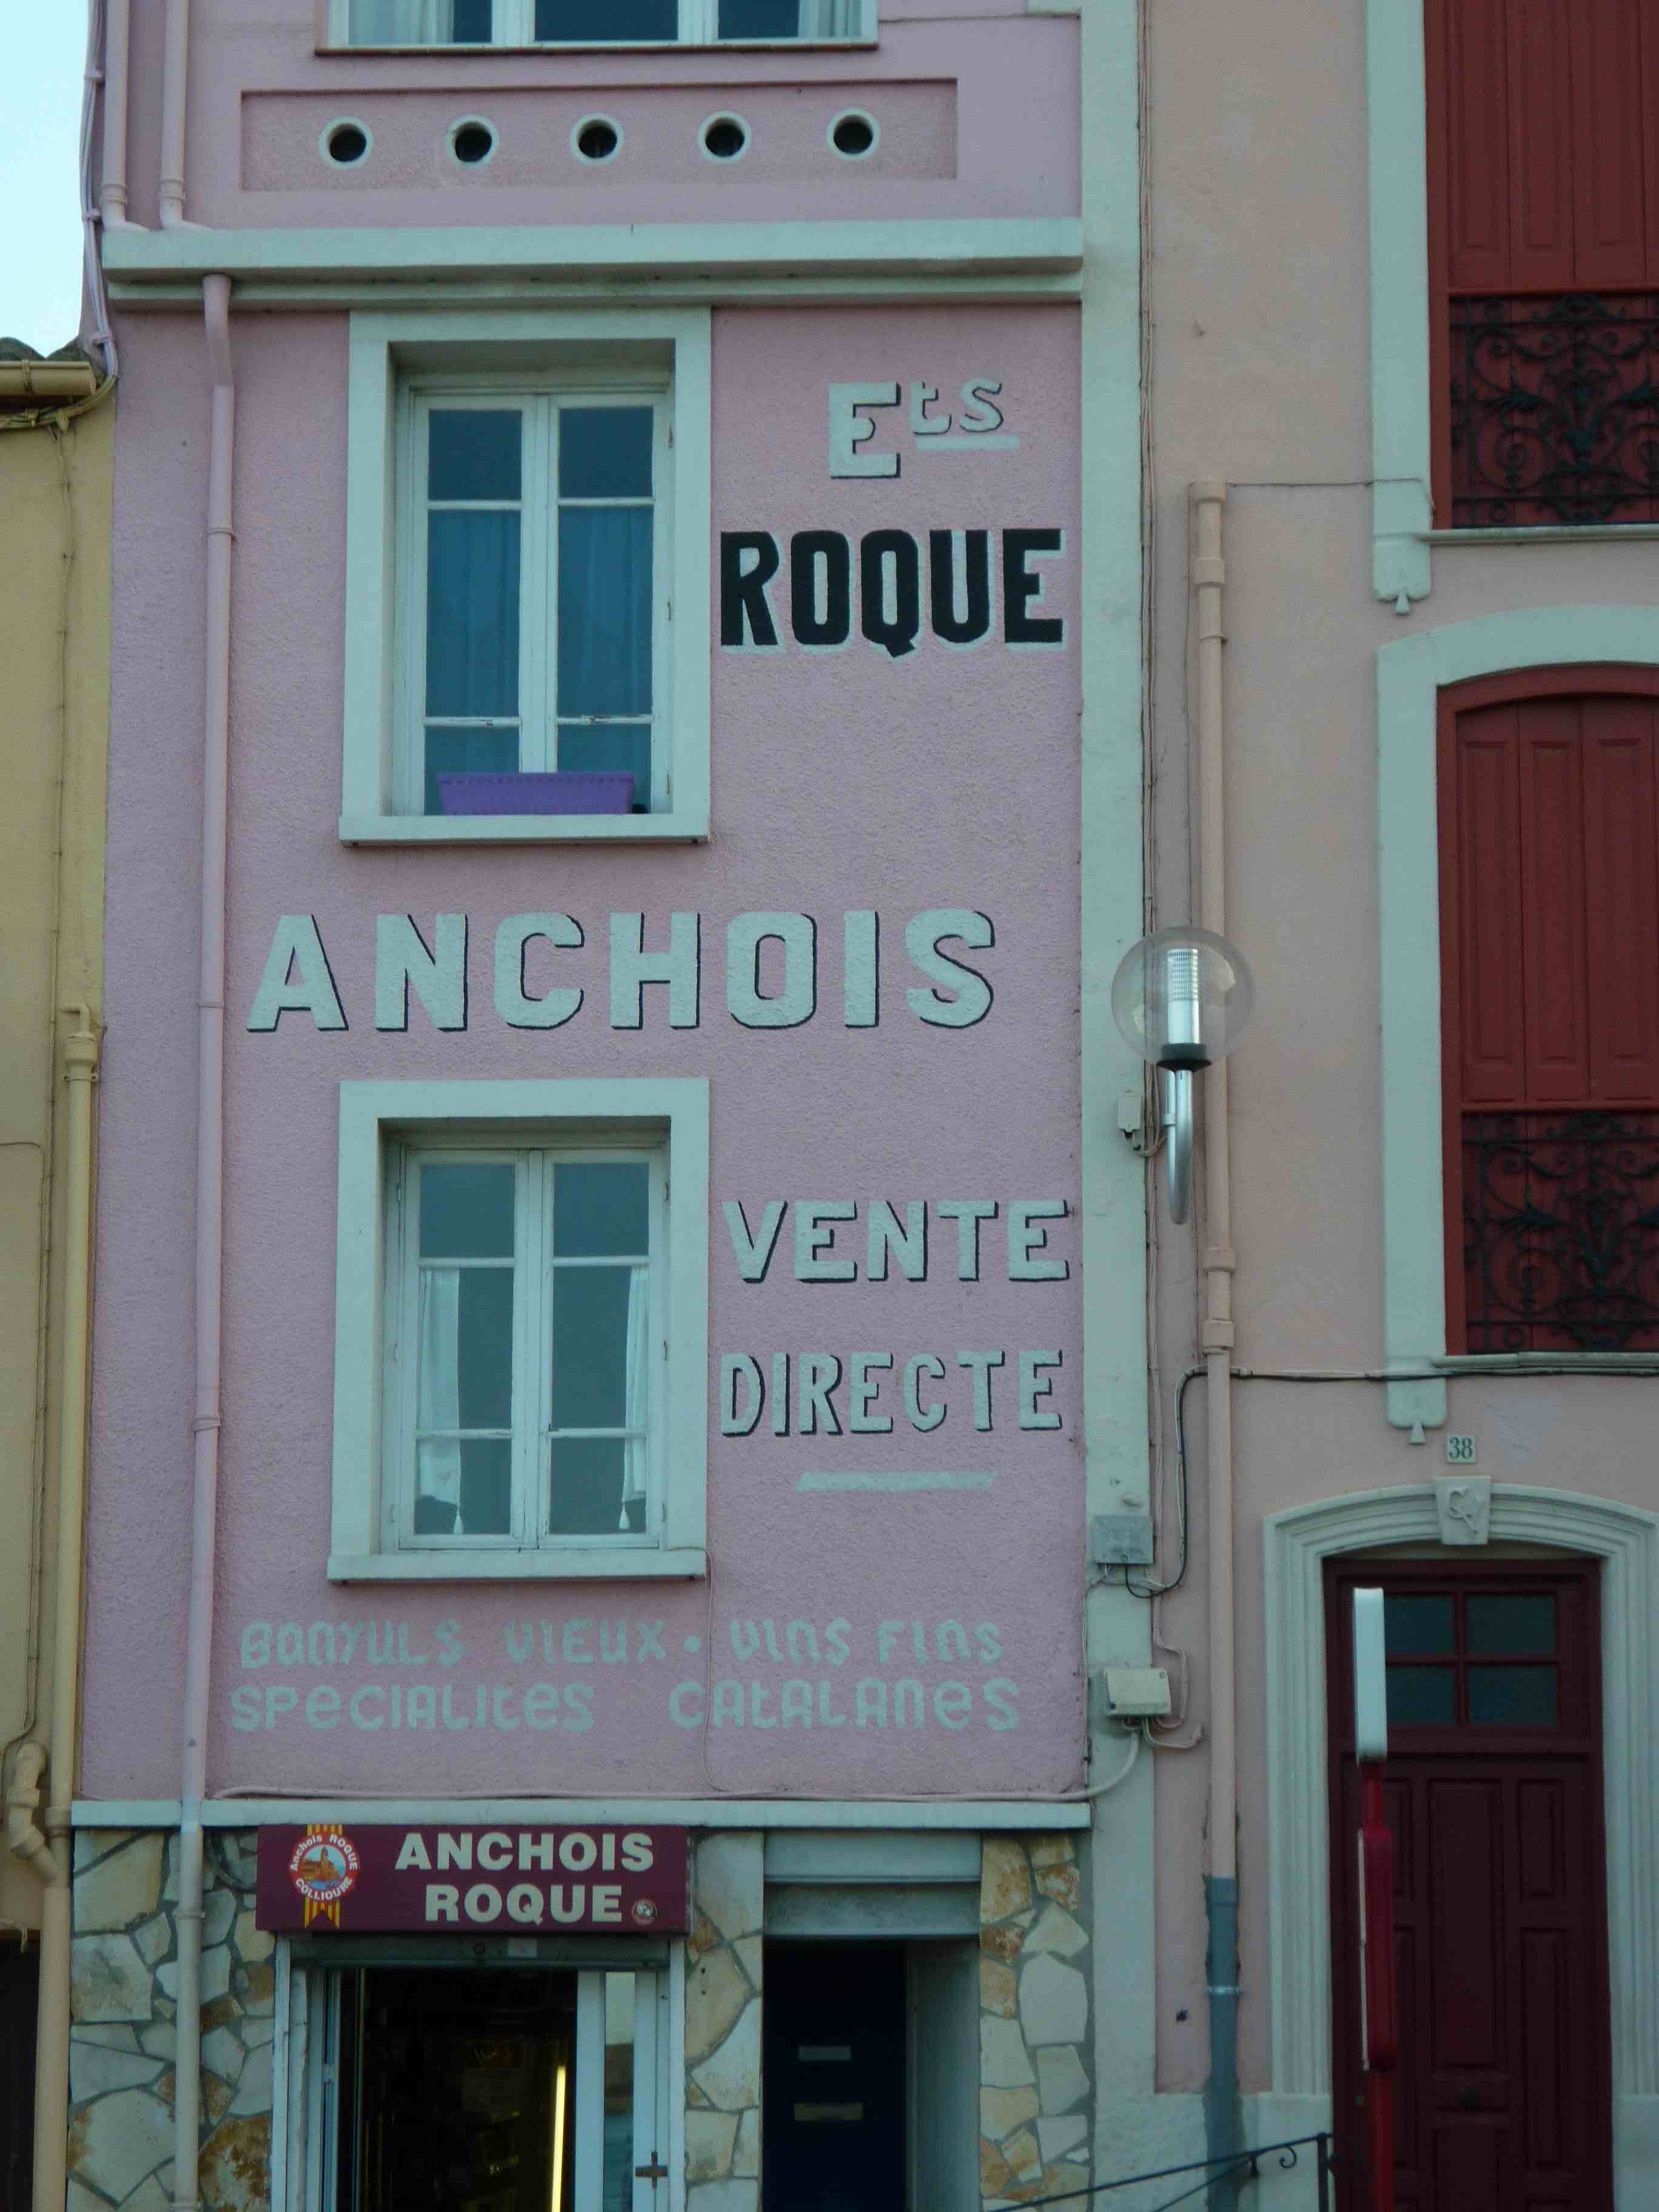 Ets
ROQUE
ANCHOIS
VENTE
DIRECTE
38
BANYULS VIEUX • VINS FINS
SPECIALITES CATALANES
ANCHOIS
ROQUE
Anchois ROQUE
COLLIOURE